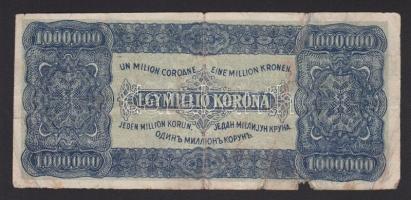 1000000 1000000
UN MILION COROANE EINE MILLION KRONEN
EGYMILLIÓ KORONA
JEDEN MILLION KORUN ЈЕДАН МИЛИЈУН КРУНА
ОДИНЪ МИЛЛІОНЪ КОРУНЪ
1000000 1000000